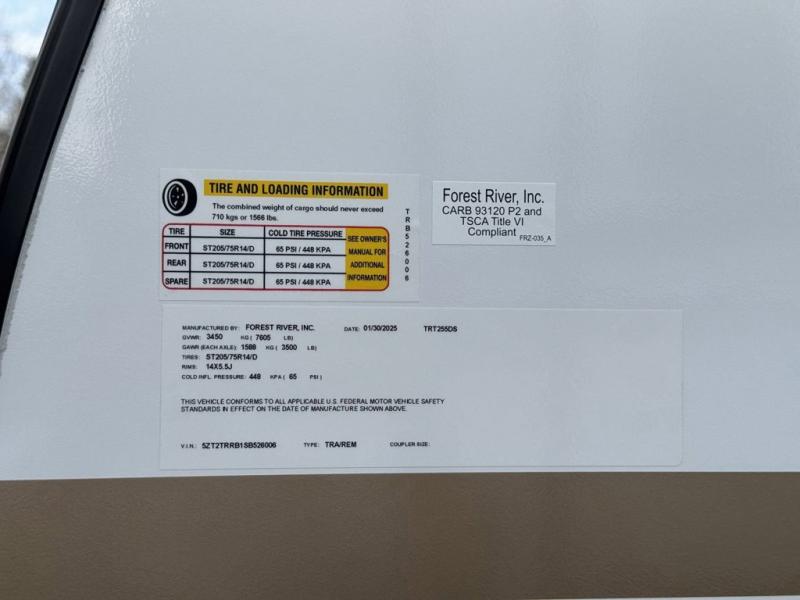 TIRE AND LOADING INFORMATION
The combined weight of cargo should never exceed
710 kgs or 1566 lbs.
TIRE SIZE COLD TIRE PRESSURE
FRONT ST205/75R14/D 65 PSI / 448 KPA
REAR ST205/75R14/D 65 PSI / 448 KPA
SPARE ST205/75R14/D 65 PSI / 448 KPA
SEE OWNER'S
MANUAL FOR
ADDITIONAL
INFORMATION
TRB526006
Forest River, Inc.
CARB 93120 P2 and
TSCA Title VI
Compliant
FRZ-035_A
MANUFACTURED BY: FOREST RIVER, INC. DATE: 01/30/2025 TRT255DS
GVWR: 3450 KG ( 7605 LB)
GAWR (EACH AXLE): 1588 KG ( 3500 LB)
TIRES: ST205/75R14/D
RIMS: 14X5.5J
COLD INFL. PRESSURE: 448 KPA ( 65 PSI )
THIS VEHICLE CONFORMS TO ALL APPLICABLE U.S. FEDERAL MOTOR VEHICLE SAFETY
STANDARDS IN EFFECT ON THE DATE OF MANUFACTURE SHOWN ABOVE.
V.I.N.: 5ZT2TRRB1SB526006 TYPE: TRA/REM COUPLER SIZE: